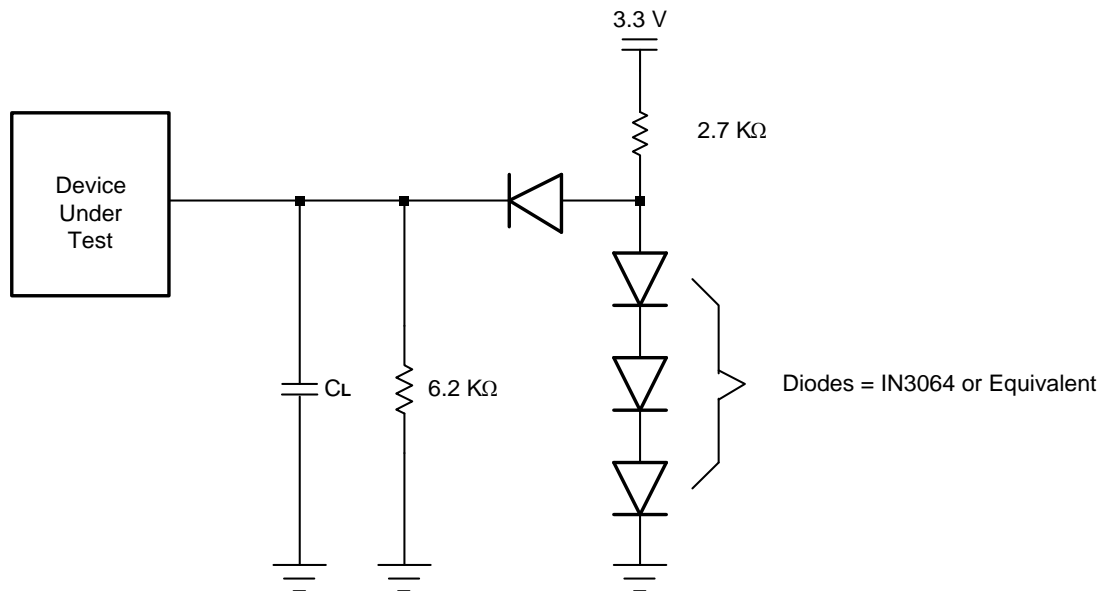 3.3 V
2.7 KΩ
Device
Under
Test
CL
6.2 KΩ
Diodes = IN3064 or Equivalent